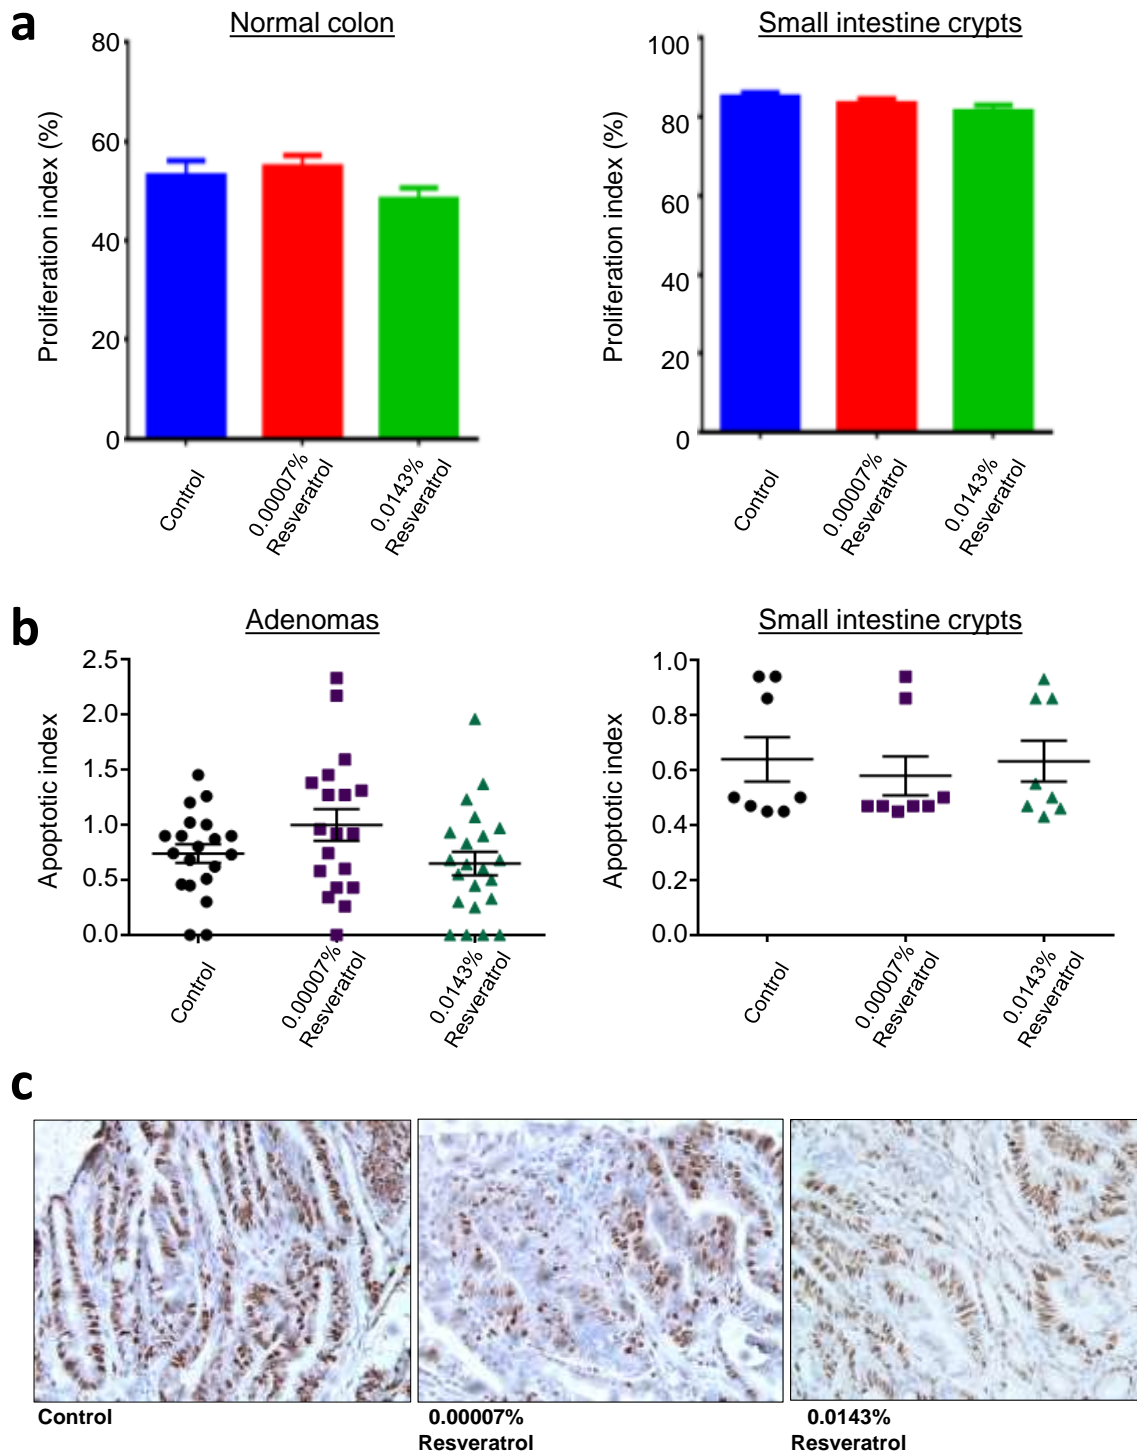 a
Normal colon
Small intestine crypts
Proliferation index (%)
80
60
40
20
0
Control
0.00007%
Resveratrol
0.0143%
Resveratrol
Proliferation index (%)
100
80
60
40
20
0
Control
0.00007%
Resveratrol
0.0143%
Resveratrol
b
Adenomas
Small intestine crypts
Apoptotic index
2.5
2.0
1.5
1.0
0.5
0.0
Control
0.00007%
Resveratrol
0.0143%
Resveratrol
Apoptotic index
1.0
0.8
0.6
0.4
0.2
0.0
Control
0.00007%
Resveratrol
0.0143%
Resveratrol
c
Control
0.00007%
Resveratrol
0.0143%
Resveratrol